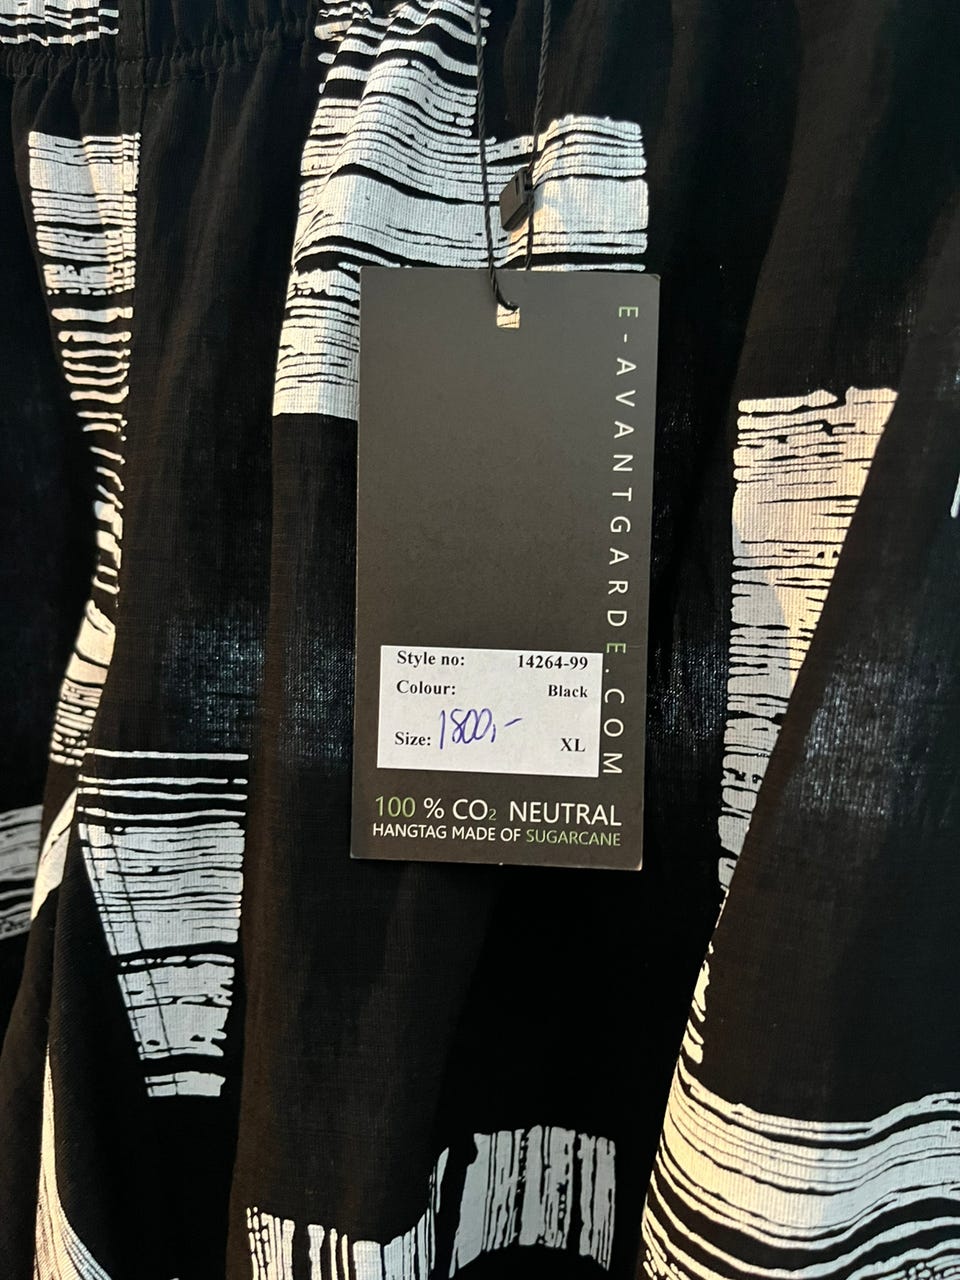 E-AVANTGARDE.COM
Style no: 14264-99
Colour: Black
Size: 1800,- XL
100 % CO₂ NEUTRAL
HANGTAG MADE OF SUGARCANE